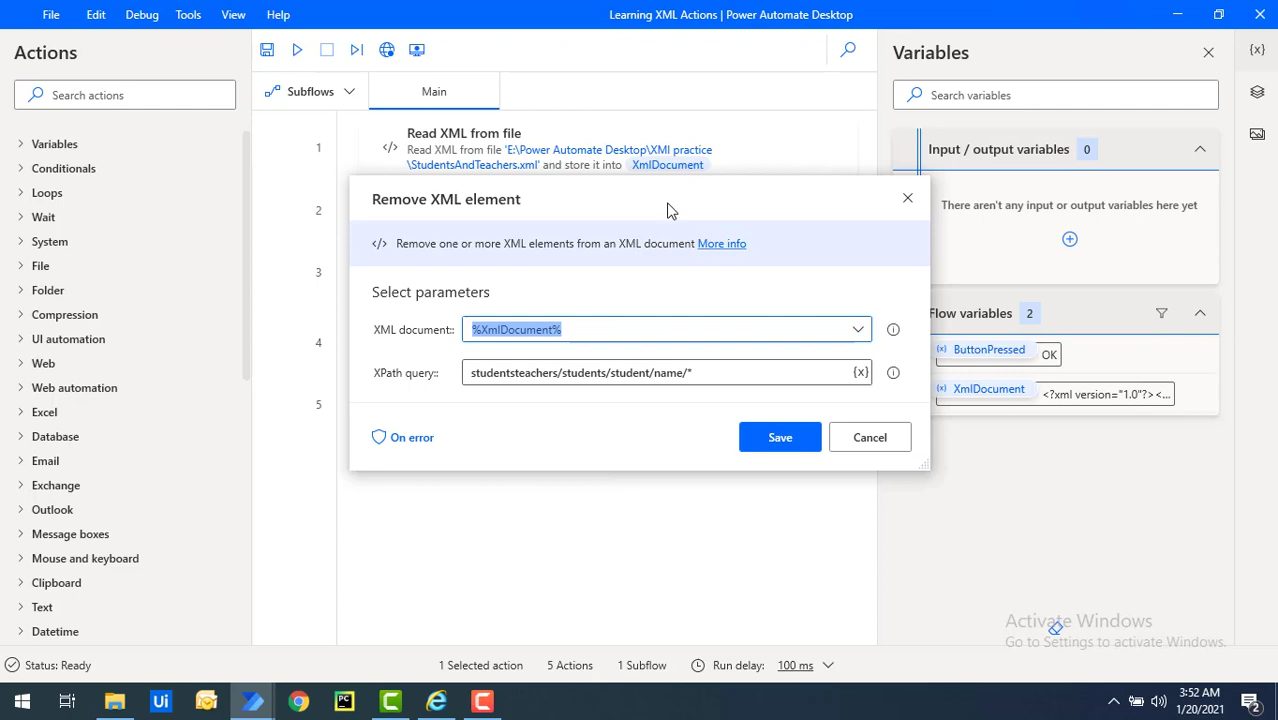 File Edit Debug Tools View Help Learning XML Actions | Power Automate Desktop
Actions
Search actions
Variables
Conditionals
Loops
Wait
System
File
Folder
Compression
UI automation
Web
Web automation
Excel
Database
Email
Exchange
Outlook
Message boxes
Mouse and keyboard
Clipboard
Text
Datetime
Subflows Main
1 Read XML from file
Read XML from file 'E:\Power Automate Desktop\XMl practice
\StudentsAndTeachers.xml' and store it into XmlDocument
2
3
4
5
Remove XML element
</> Remove one or more XML elements from an XML document More info
Select parameters
XML document:: %XmlDocument%
XPath query:: studentsteachers/students/student/name/* {x}
On error Save Cancel
Variables {x}
Search variables
Input / output variables 0
There aren't any input or output variables here yet
Flow variables 2
(x) ButtonPressed OK
(x) XmlDocument <?xml version="1.0"?><...
Activate Windows
Go to Settings to activate Windows.
Status: Ready 1 Selected action 5 Actions 1 Subflow Run delay: 100 ms
Ui PC C C 3:52 AM
1/20/2021 2